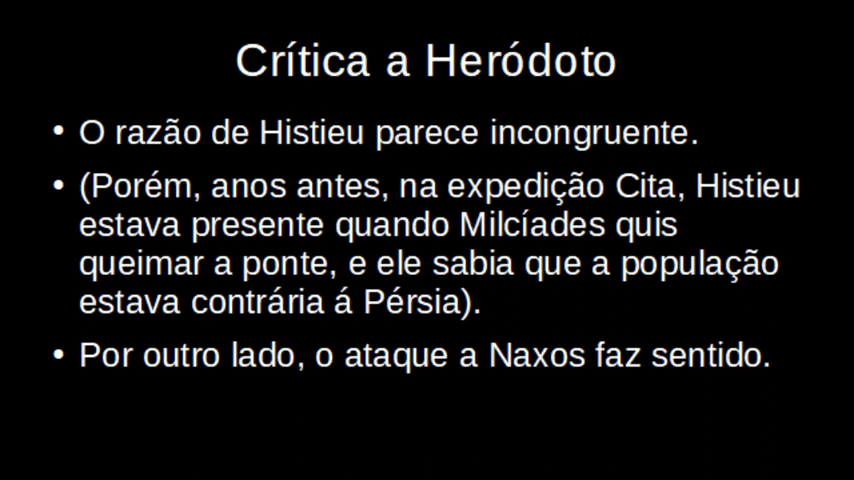 Crítica a Heródoto
• O razão de Histieu parece incongruente.
• (Porém, anos antes, na expedição Cita, Histieu
estava presente quando Milcíades quis
queimar a ponte, e ele sabia que a população
estava contrária á Pérsia).
• Por outro lado, o ataque a Naxos faz sentido.